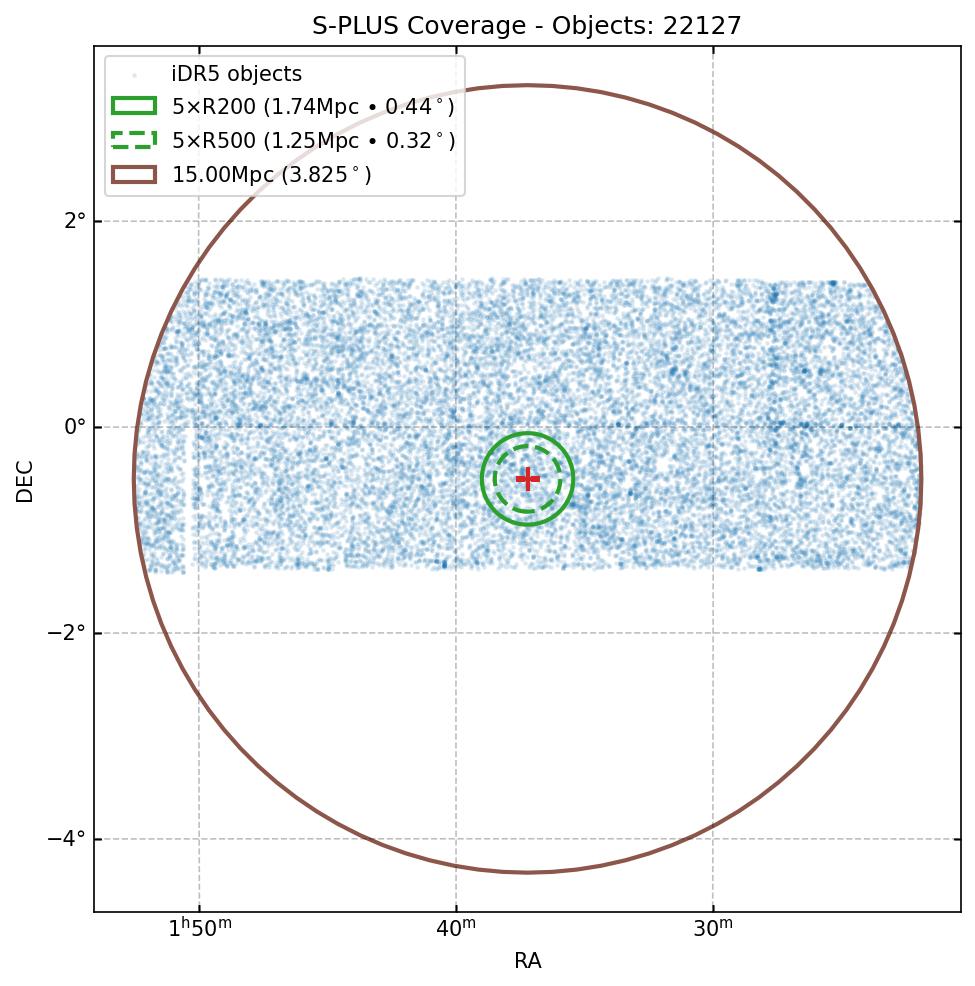 S-PLUS Coverage - Objects: 22127
iDR5 objects
5×R200 (1.74Mpc • 0.44°)
5×R500 (1.25Mpc • 0.32°)
15.00Mpc (3.825°)
2°
0°
−2°
−4°
DEC
1ʰ50ᵐ
40ᵐ
30ᵐ
RA